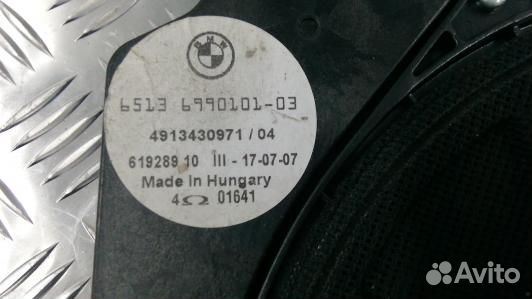 BMW
6513 6990101-03
4913430971 / 04
619289 10 III - 17-07-07
Made In Hungary
4Ω 01641
Avito